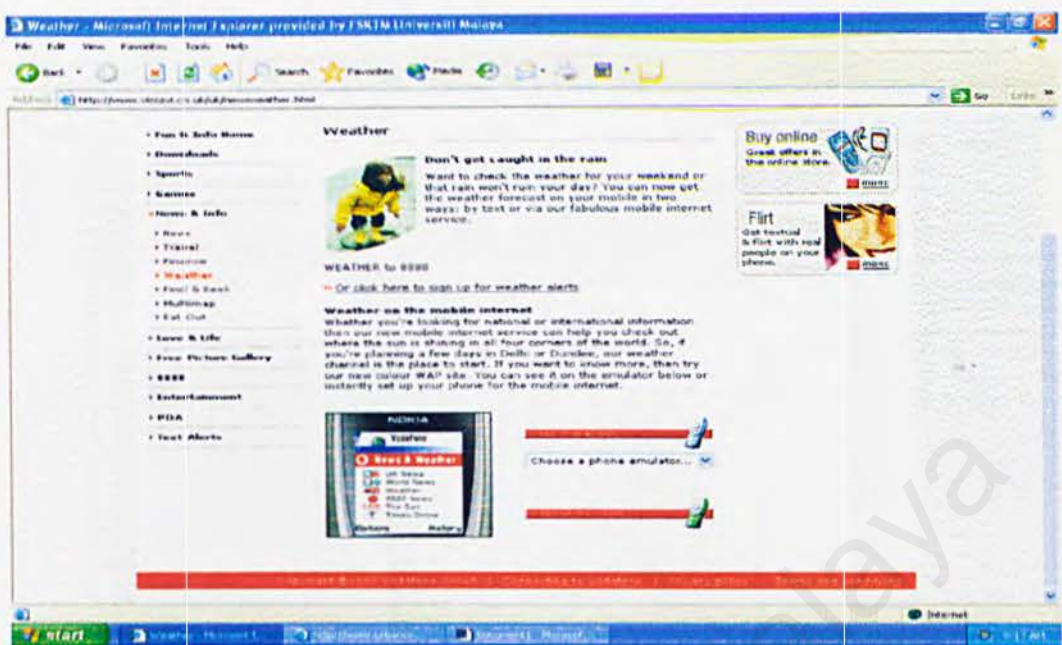 Weather - Microsoft Internet Explorer provided by FSKTM Universiti Malaya
File Edit View Favorites Tools Help
Back Search Favorites Media
Address Go Links
Fun & Info Home
Downloads
Sports
Games
News & Info
News
Travel
Finance
Weather
Find & Seek
Multimap
Eat Out
Love & Life
Free Picture Gallery
8888
Entertainment
PDA
Text Alerts
Weather
Don't get caught in the rain
Want to check the weather for your weekend or
that rain won't ruin your day? You can now get
the weather forecast on your mobile in two
ways: by text or via our fabulous mobile internet
service.
WEATHER to 8888
Or click here to sign up for weather alerts
Weather on the mobile internet
Whether you're looking for national or international information
then our new mobile internet service can help you check out
where the sun is shining in all four corners of the world. So, if
you're planning a few days in Delhi or Dundee, our weather
channel is the place to start. If you want to know more, then try
our new colour WAP site. You can see it on the emulator below or
instantly set up your phone for the mobile internet.
NOKIA
Vodafone
News & Weather
UK News
World News
Weather
The Sun
Times Online
Options History
Choose a phone emulator...
Buy online
Great offers in
the online store.
more
Flirt
Get textual
& flirt with real
people on your
phone.
more
Internet
start
laya